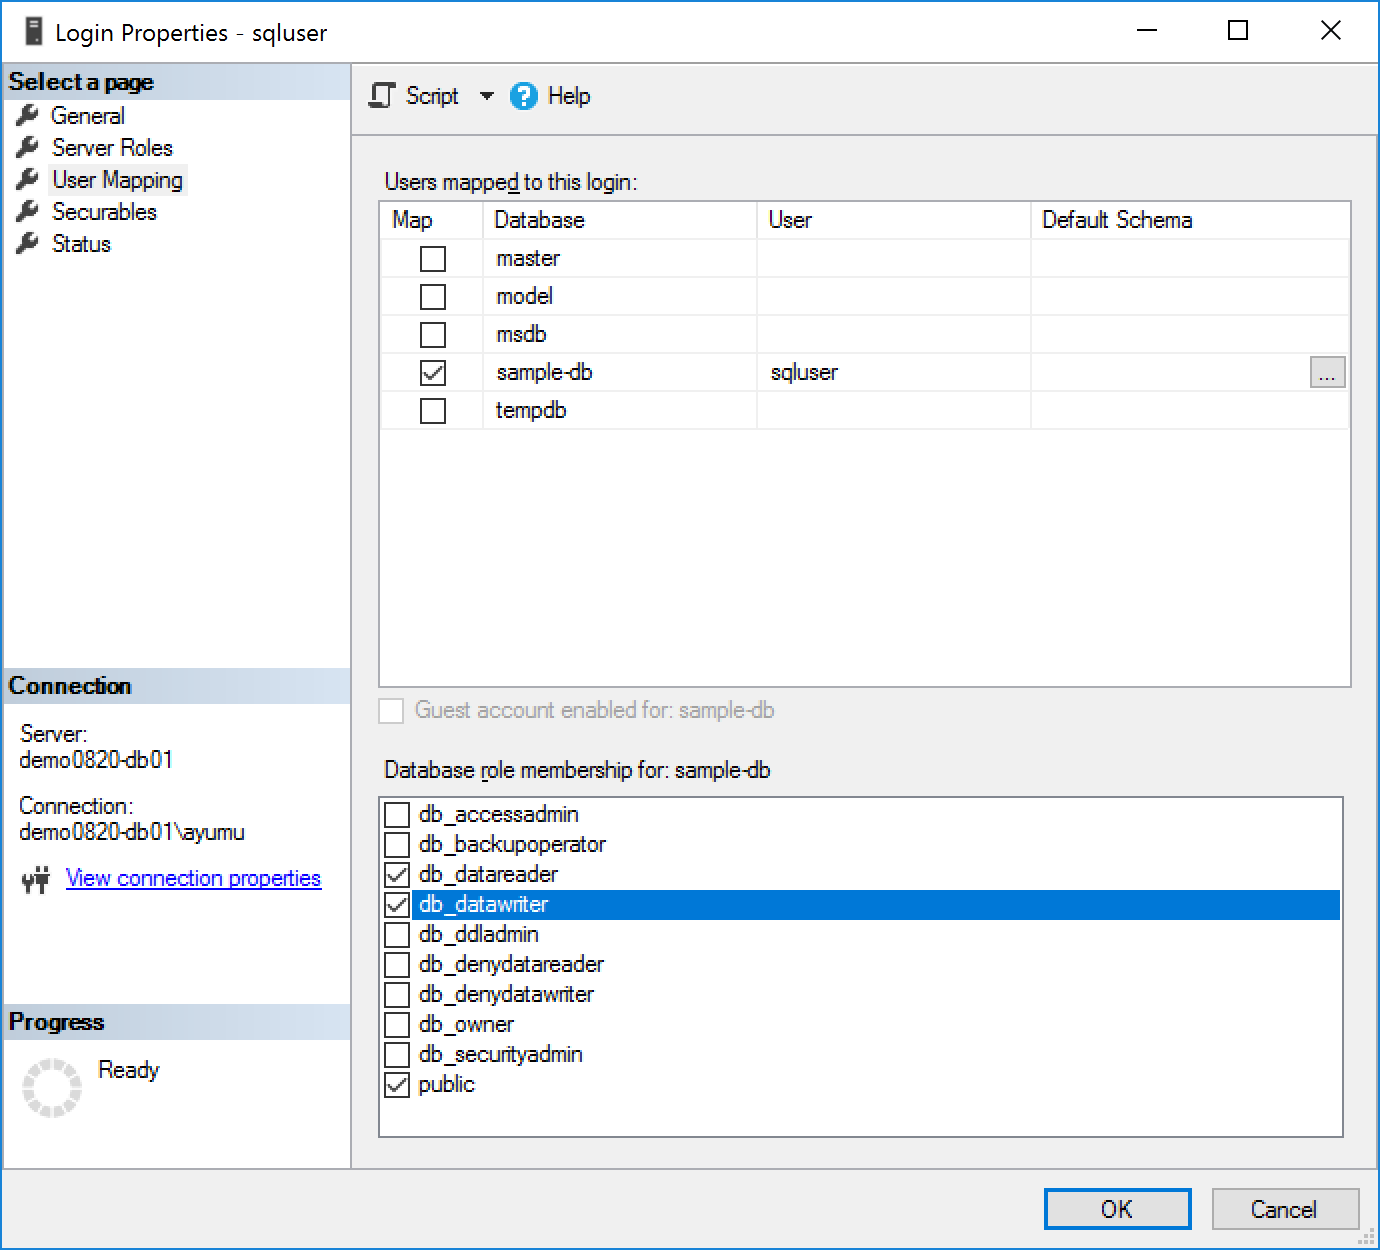 Login Properties - sqluser
Select a page
General
Server Roles
User Mapping
Securables
Status
Connection
Server:
demo0820-db01
Connection:
demo0820-db01\ayumu
View connection properties
Progress
Ready
Script
? Help
Users mapped to this login:
Map Database User Default Schema
master
model
msdb
sample-db sqluser ...
tempdb
Guest account enabled for: sample-db
Database role membership for: sample-db
db_accessadmin
db_backupoperator
db_datareader
db_datawriter
db_ddladmin
db_denydatareader
db_denydatawriter
db_owner
db_securityadmin
public
OK Cancel